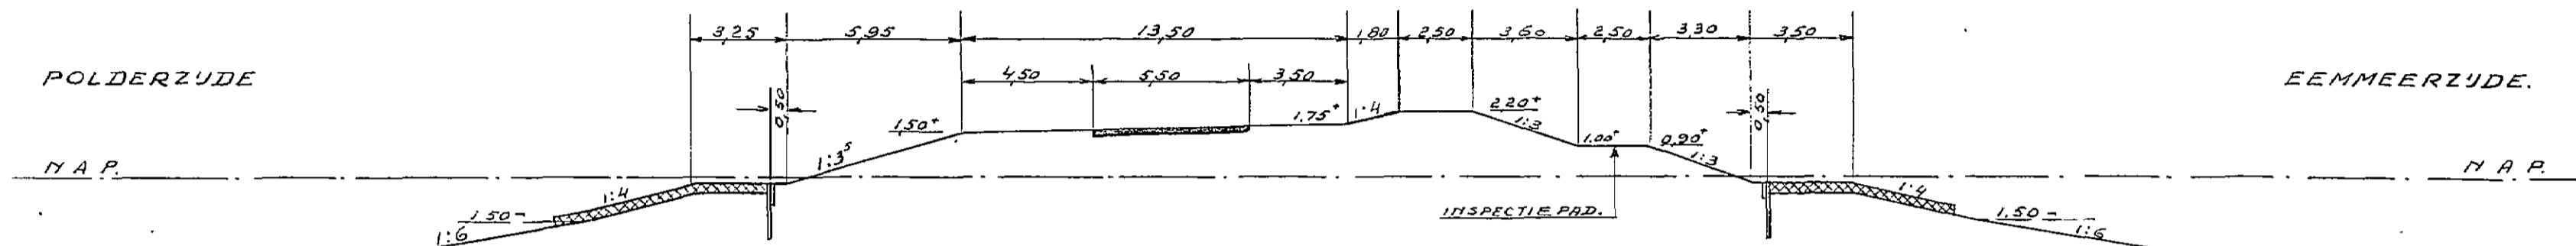 3,25 5,95 13,50 1,80 2,50 3,60 2,50 3,30 3,50
POLDERZIJDE 4,50 5,50 3,50 EEMMEERZIJDE.
0,50 1,50+ 1,75+ 1:4 2,20+ 1:3 1.00+ 0,90+ 1:3 0,50
N A P. 1:3⁵ N A P.
1:4 1:4
1.50- INSPECTIEPAD. 1.50-
1:6 1:6